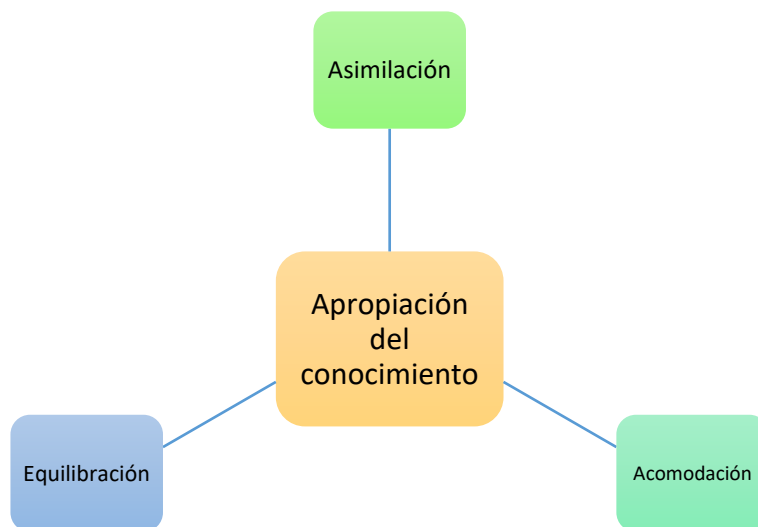 Asimilación
Apropiación
del
conocimiento
Equilibración
Acomodación